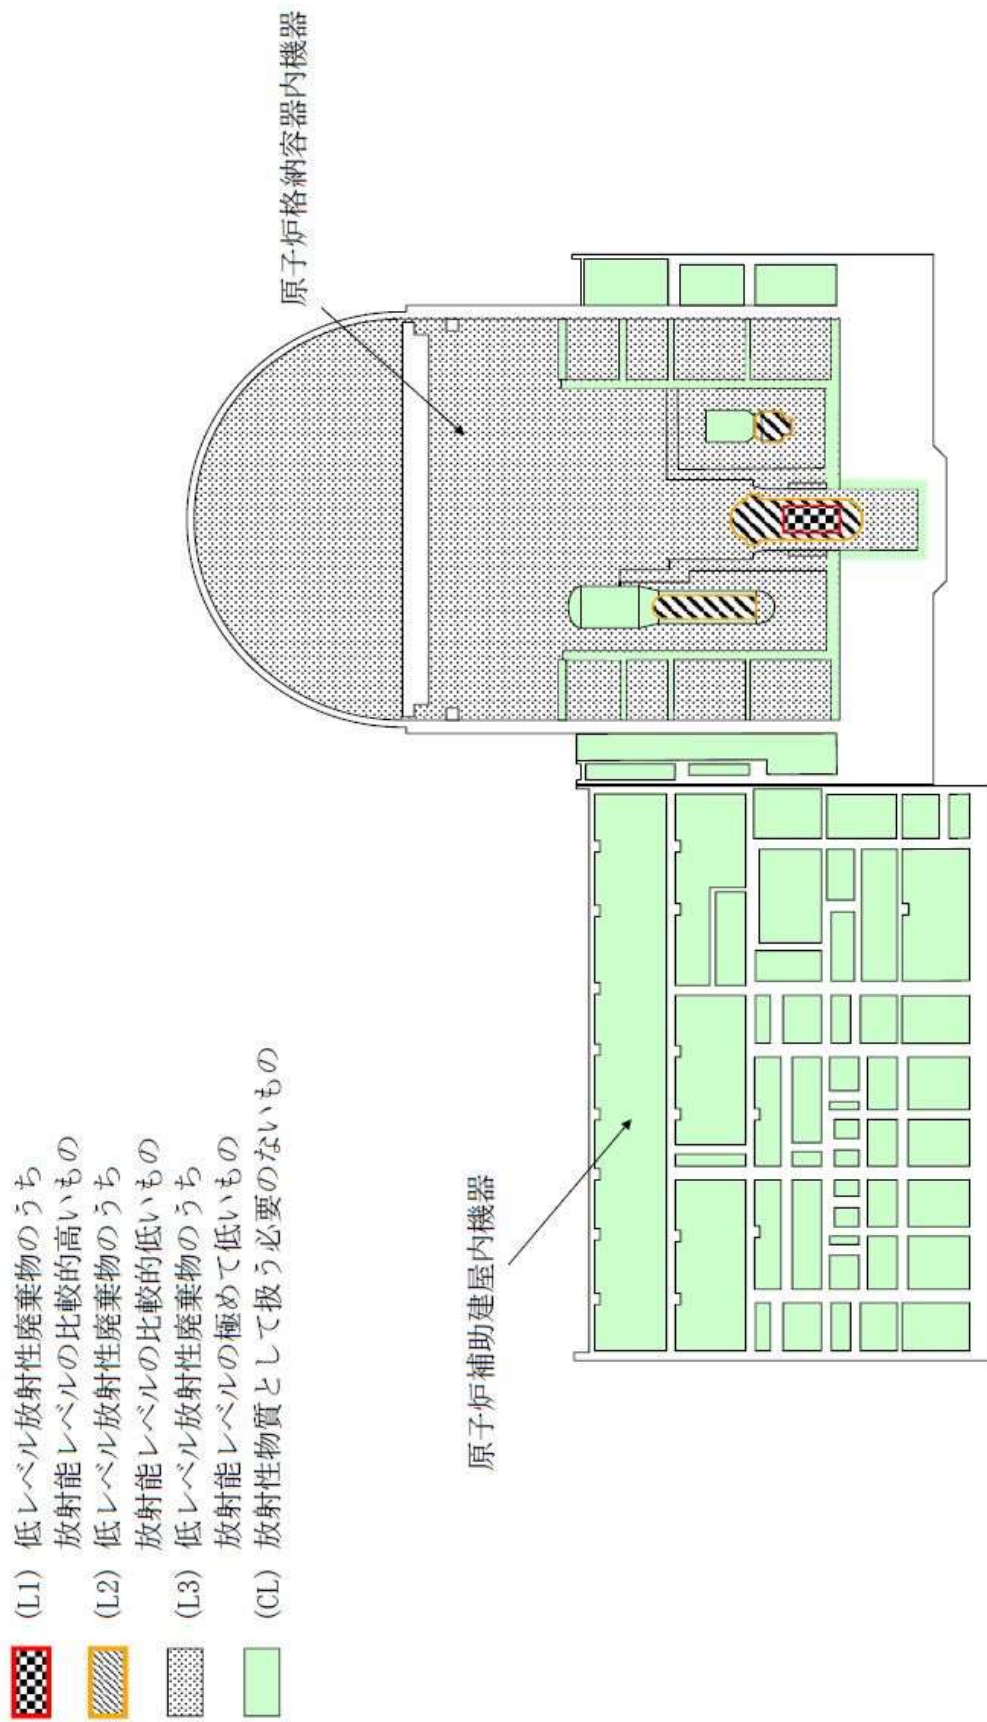 (L1) 低レベル放射性廃棄物のうち
放射能レベルの比較的高いもの
(L2) 低レベル放射性廃棄物のうち
放射能レベルの比較的低いもの
(L3) 低レベル放射性廃棄物のうち
放射能レベルの極めて低いもの
(CL) 放射性物質として扱う必要のないもの
原子炉補助建屋内機器
原子炉格納容器内機器